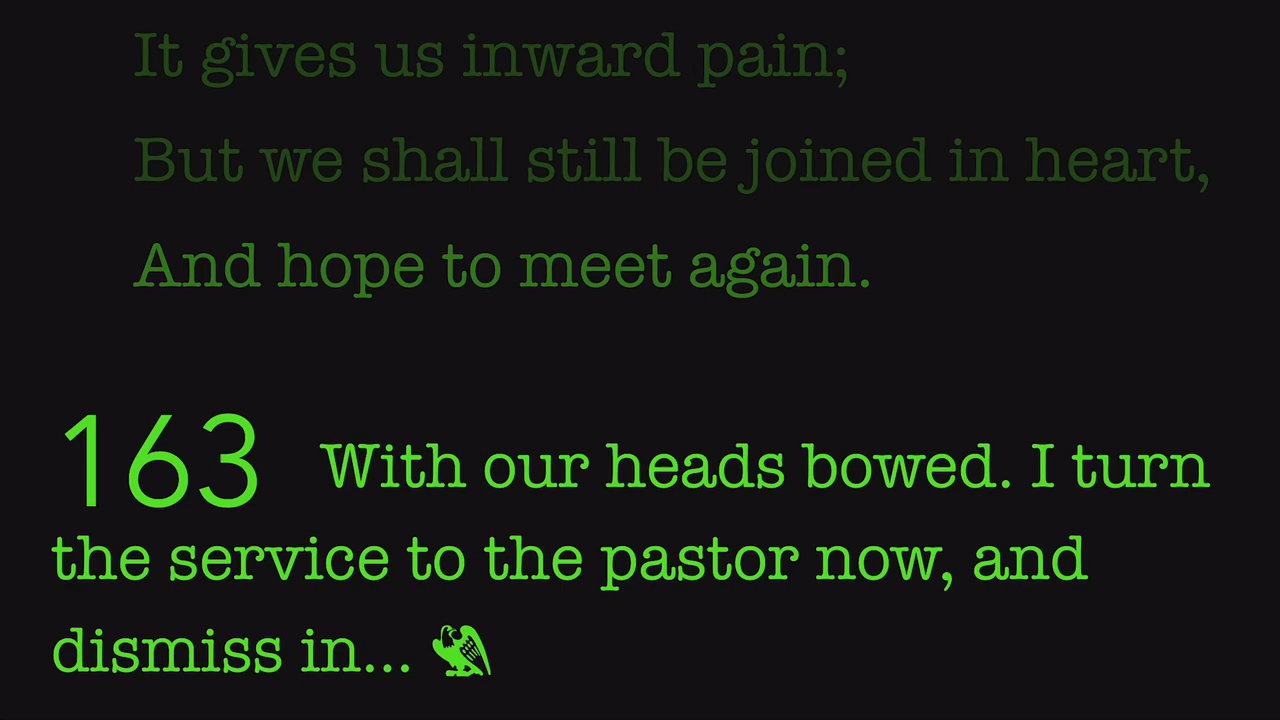 It gives us inward pain;
But we shall still be joined in heart,
And hope to meet again.
163 With our heads bowed. I turn
the service to the pastor now, and
dismiss in...